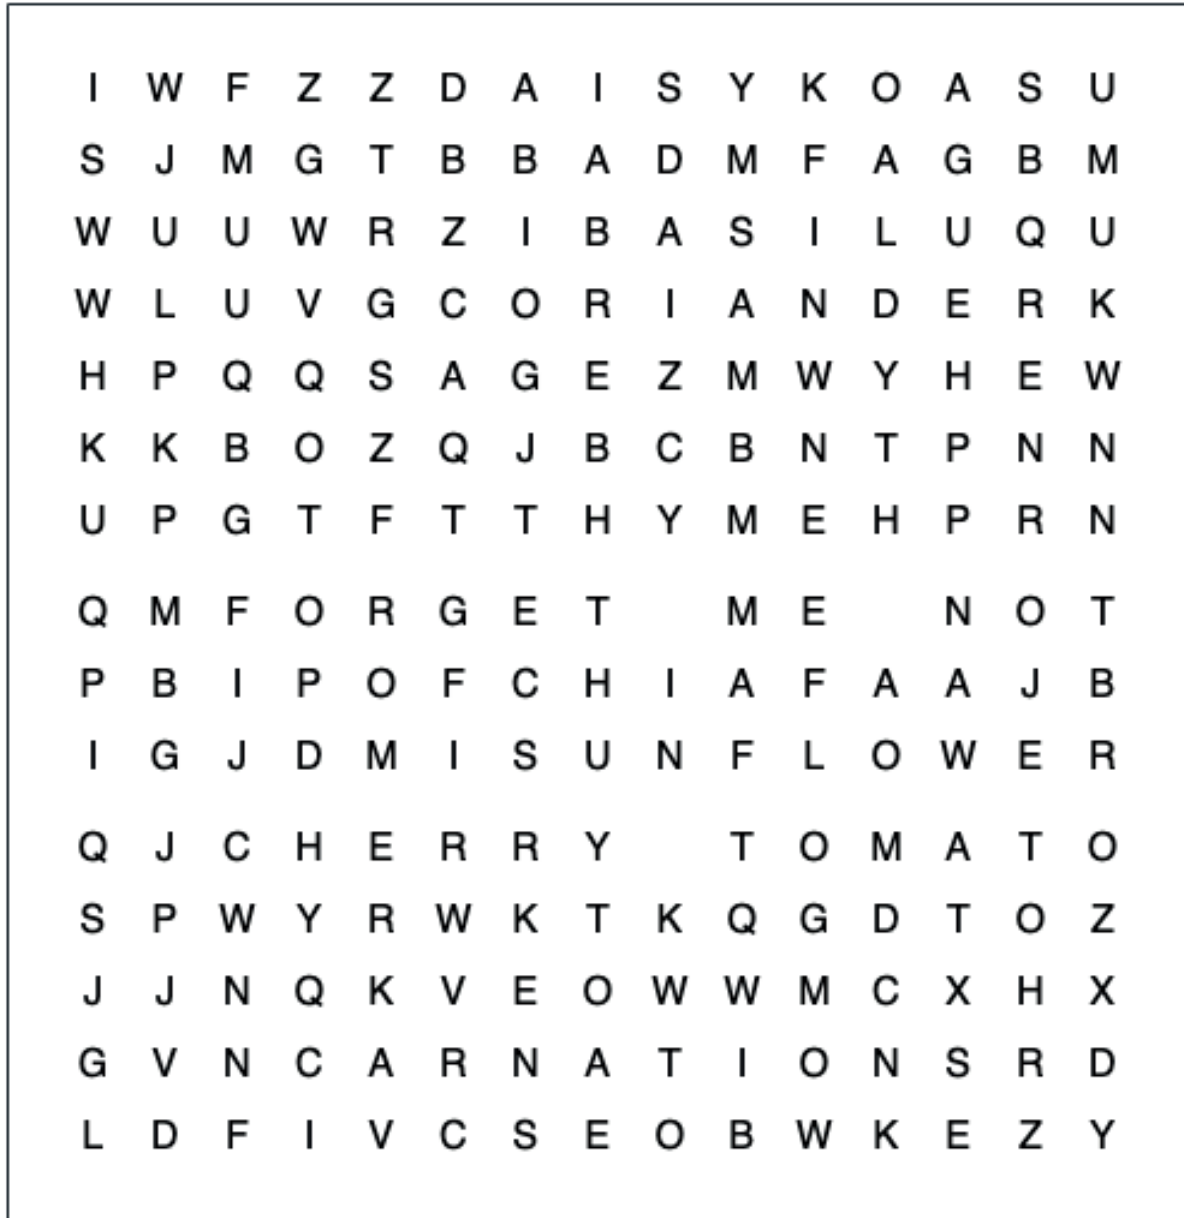 I W F Z Z D A I S Y K O A S U
S J M G T B B A D M F A G B M
W U U W R Z I B A S I L U Q U
W L U V G C O R I A N D E R K
H P Q Q S A G E Z M W Y H E W
K K B O Z Q J B C B N T P N N
U P G T F T T H Y M E H P R N
Q M F O R G E T M E N O T
P B I P O F C H I A F A A J B
I G J D M I S U N F L O W E R
Q J C H E R R Y T O M A T O
S P W Y R W K T K Q G D T O Z
J J N Q K V E O W W M C X H X
G V N C A R N A T I O N S R D
L D F I V C S E O B W K E Z Y